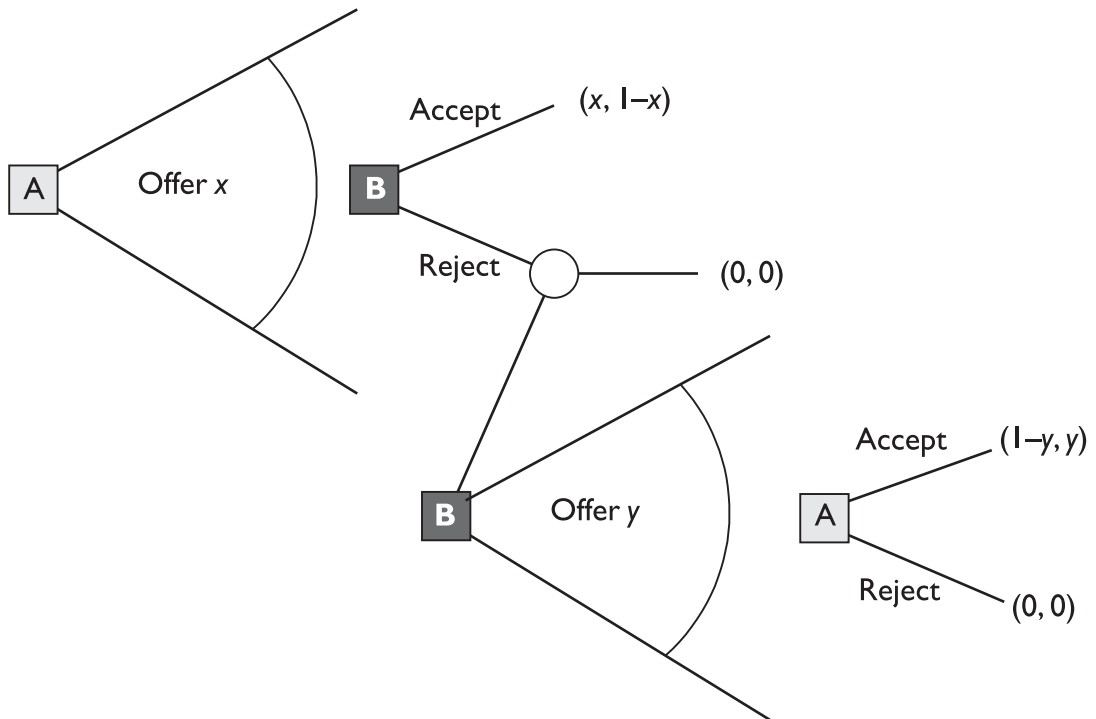 Accept
(x, 1–x)
A
Offer x
B
Reject
(0, 0)
Accept
(1–y, y)
B
Offer y
A
Reject
(0, 0)